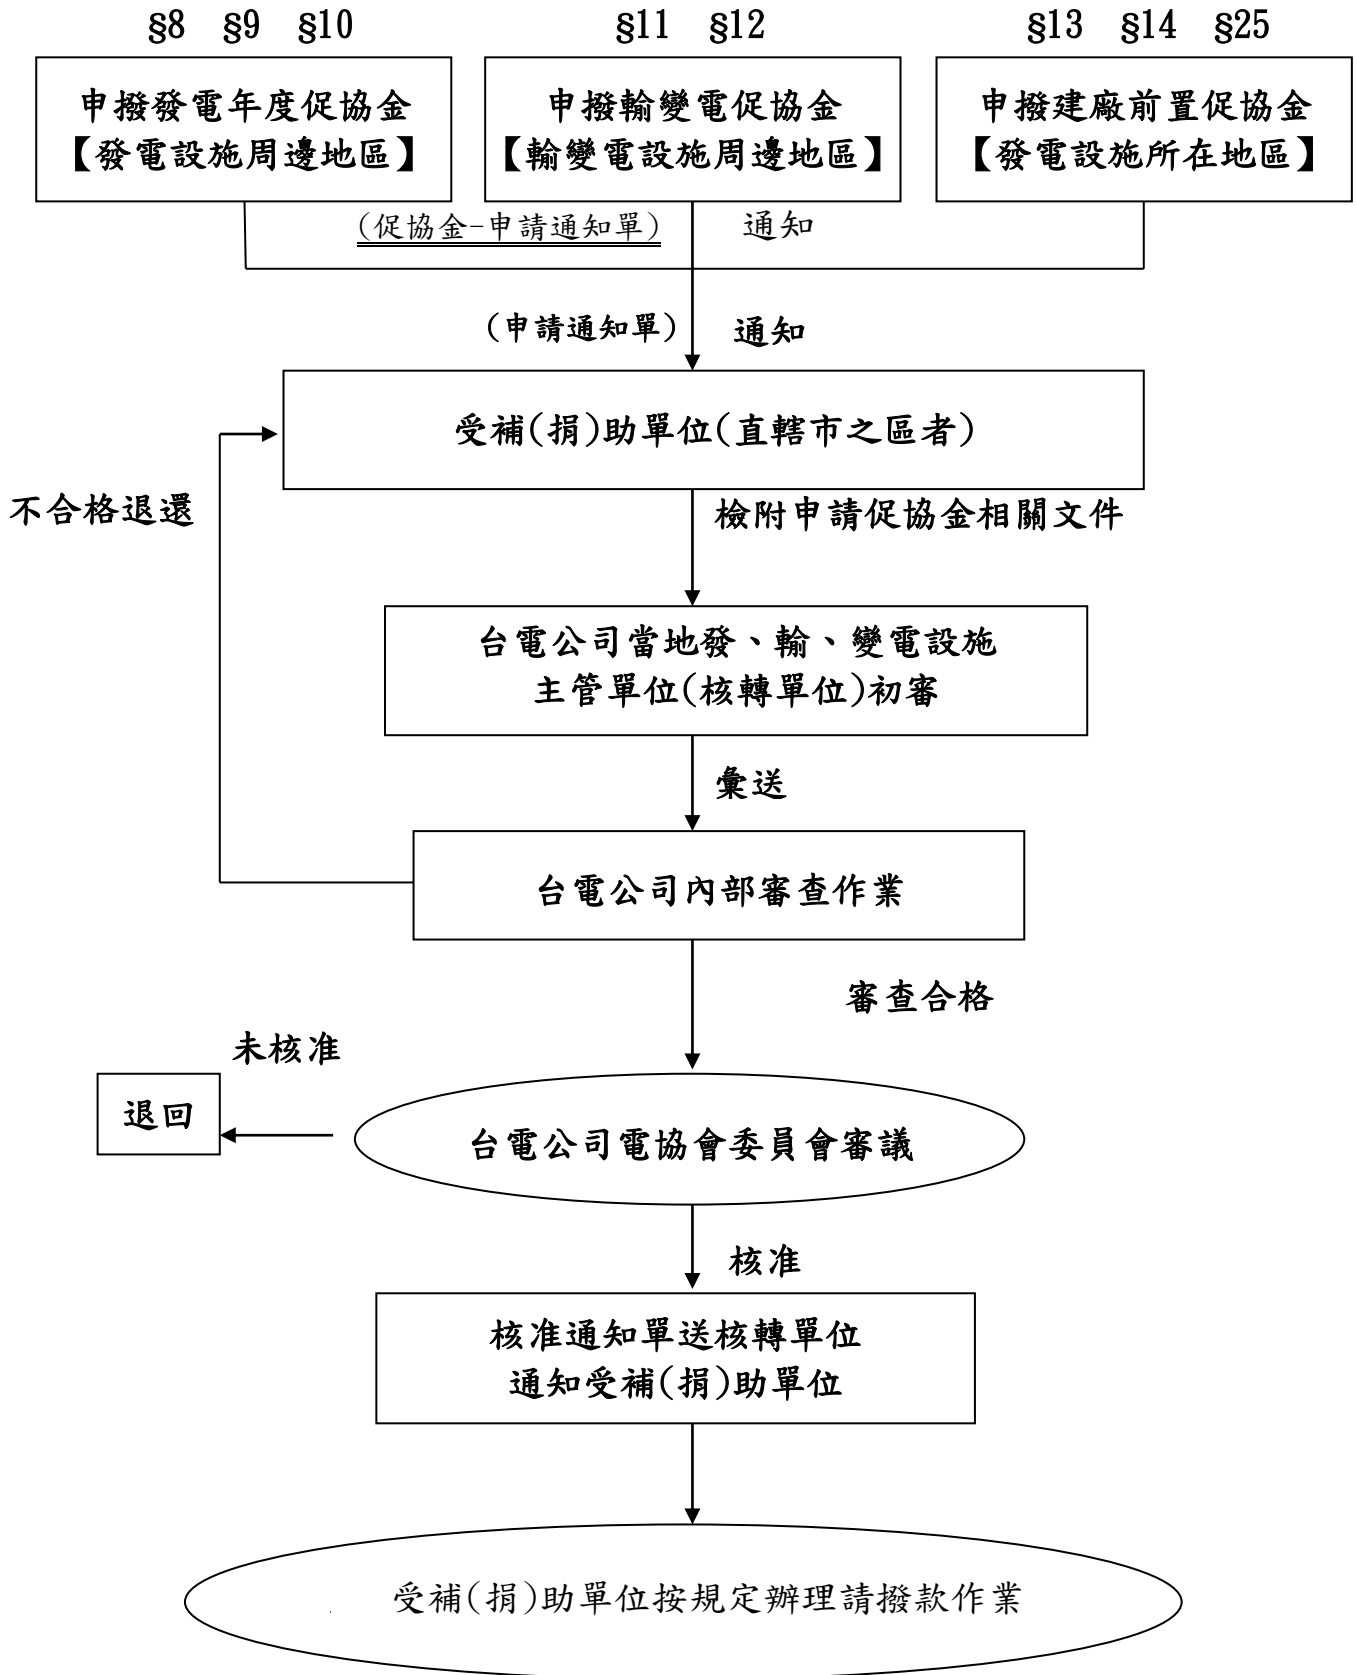 §8 §9 §10
§11 §12
§13 §14 §25
申撥發電年度促協金
【發電設施周邊地區】
申撥輸變電促協金
【輸變電設施周邊地區】
申撥建廠前置促協金
【發電設施所在地區】
(促協金-申請通知單) 通知
(申請通知單) 通知
受補(捐)助單位(直轄市之區者)
不合格退還
檢附申請促協金相關文件
台電公司當地發、輸、變電設施
主管單位(核轉單位)初審
彙送
台電公司內部審查作業
審查合格
未核准
退回
台電公司電協會委員會審議
核准
核准通知單送核轉單位
通知受補(捐)助單位
受補(捐)助單位按規定辦理請撥款作業